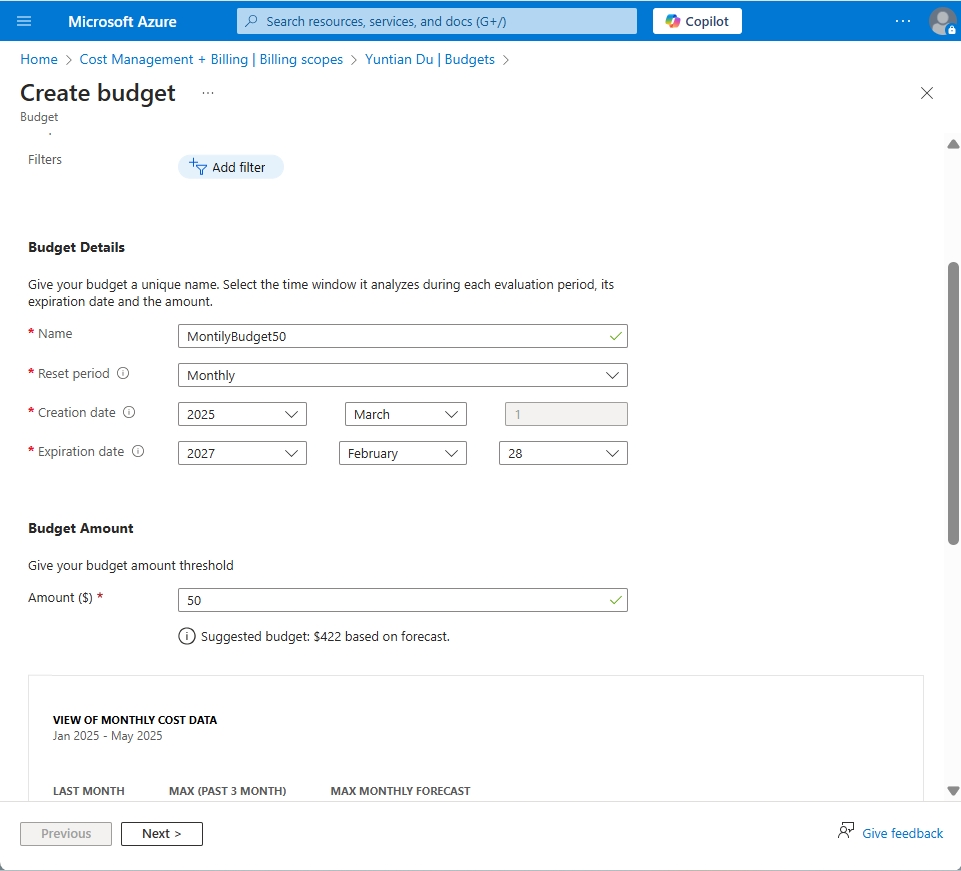 Microsoft Azure
Search resources, services, and docs (G+/)
Copilot
Home > Cost Management + Billing | Billing scopes > Yuntian Du | Budgets >
Create budget
Budget
Filters
Add filter
Budget Details
Give your budget a unique name. Select the time window it analyzes during each evaluation period, its
expiration date and the amount.
* Name
MontilyBudget50
* Reset period
Monthly
* Creation date
2025
March
1
* Expiration date
2027
February
28
Budget Amount
Give your budget amount threshold
Amount ($) *
50
Suggested budget: $422 based on forecast.
VIEW OF MONTHLY COST DATA
Jan 2025 - May 2025
LAST MONTH
MAX (PAST 3 MONTH)
MAX MONTHLY FORECAST
Previous
Next >
Give feedback